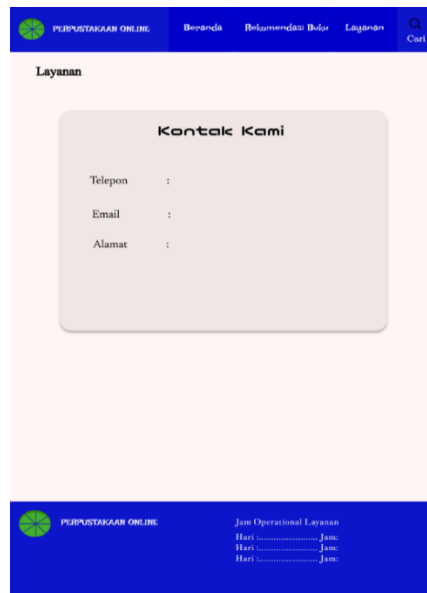 PERPUSTAKAAN ONLINE Beranda Rekomendasi Buku Layanan Cari
Layanan
Kontak Kami
Telepon :
Email :
Alamat :
PERPUSTAKAAN ONLINE
Jam Operational Layanan
Hari :........................ Jam:
Hari :........................ Jam:
Hari :........................ Jam: